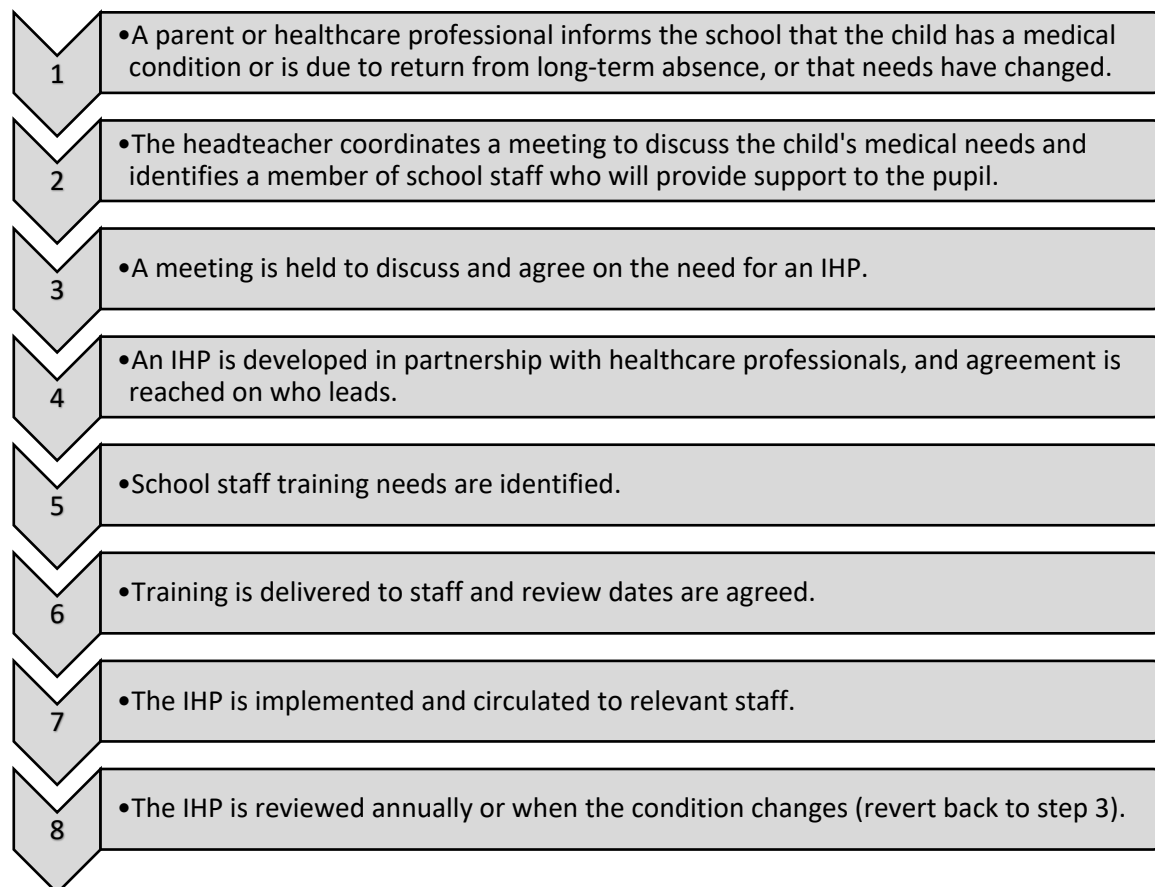 1
•A parent or healthcare professional informs the school that the child has a medical
condition or is due to return from long-term absence, or that needs have changed.
2
•The headteacher coordinates a meeting to discuss the child's medical needs and
identifies a member of school staff who will provide support to the pupil.
3
•A meeting is held to discuss and agree on the need for an IHP.
4
•An IHP is developed in partnership with healthcare professionals, and agreement is
reached on who leads.
5
•School staff training needs are identified.
6
•Training is delivered to staff and review dates are agreed.
7
•The IHP is implemented and circulated to relevant staff.
8
•The IHP is reviewed annually or when the condition changes (revert back to step 3).